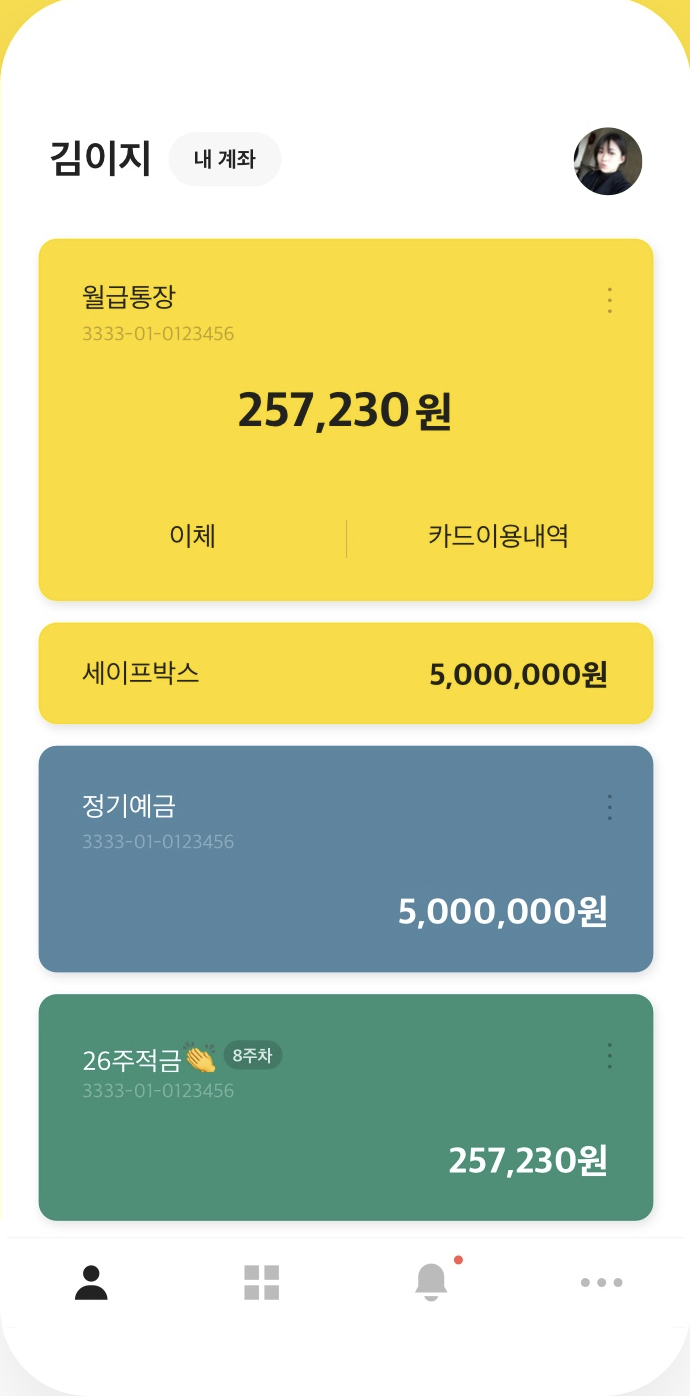 김이지 내 계좌
월급통장
3333-01-0123456
257,230원
이체 카드이용내역
세이프박스 5,000,000원
정기예금
3333-01-0123456
5,000,000원
26주적금👏 8주차
3333-01-0123456
257,230원